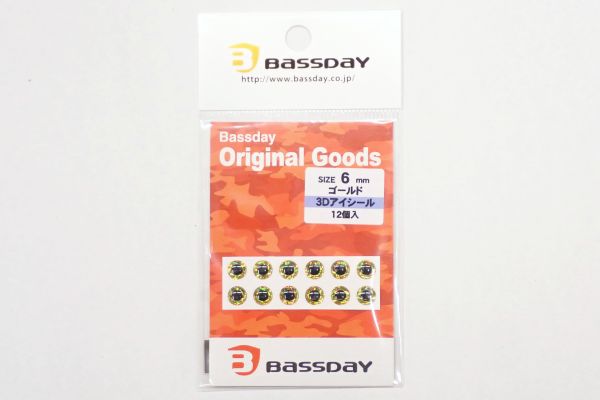 BASSDAY
http://www.bassday.co.jp/
Bassday
Original Goods
SIZE 6 mm
ゴールド
3Dアイシール
12個入
BASSDAY